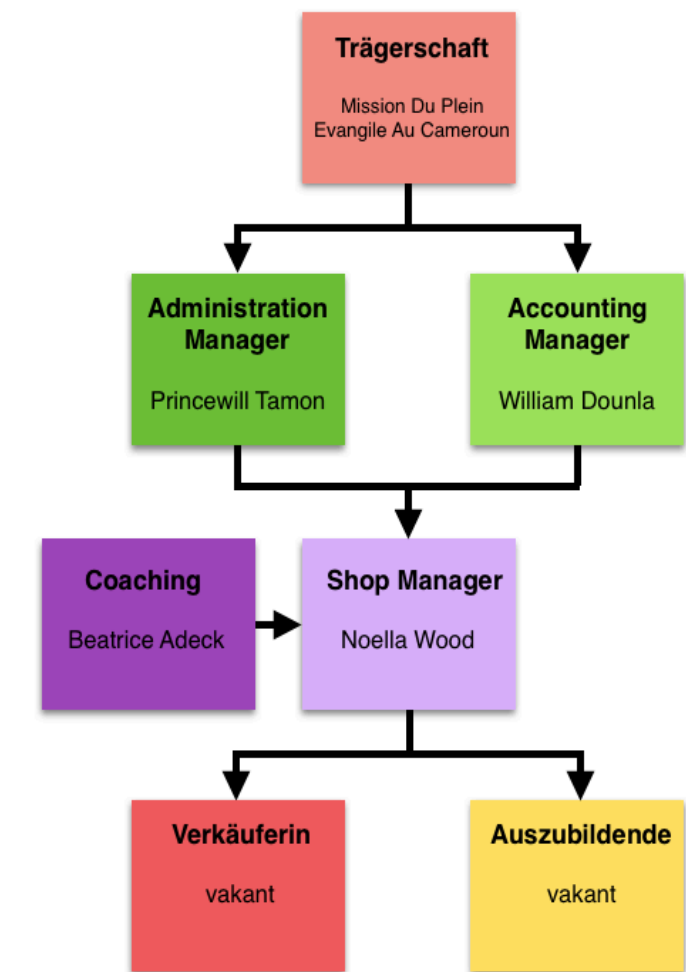 Trägerschaft
Mission Du Plein
Evangile Au Cameroun
Administration
Manager
Princewill Tamon
Accounting
Manager
William Dounla
Coaching
Beatrice Adeck
Shop Manager
Noella Wood
Verkäuferin
vakant
Auszubildende
vakant